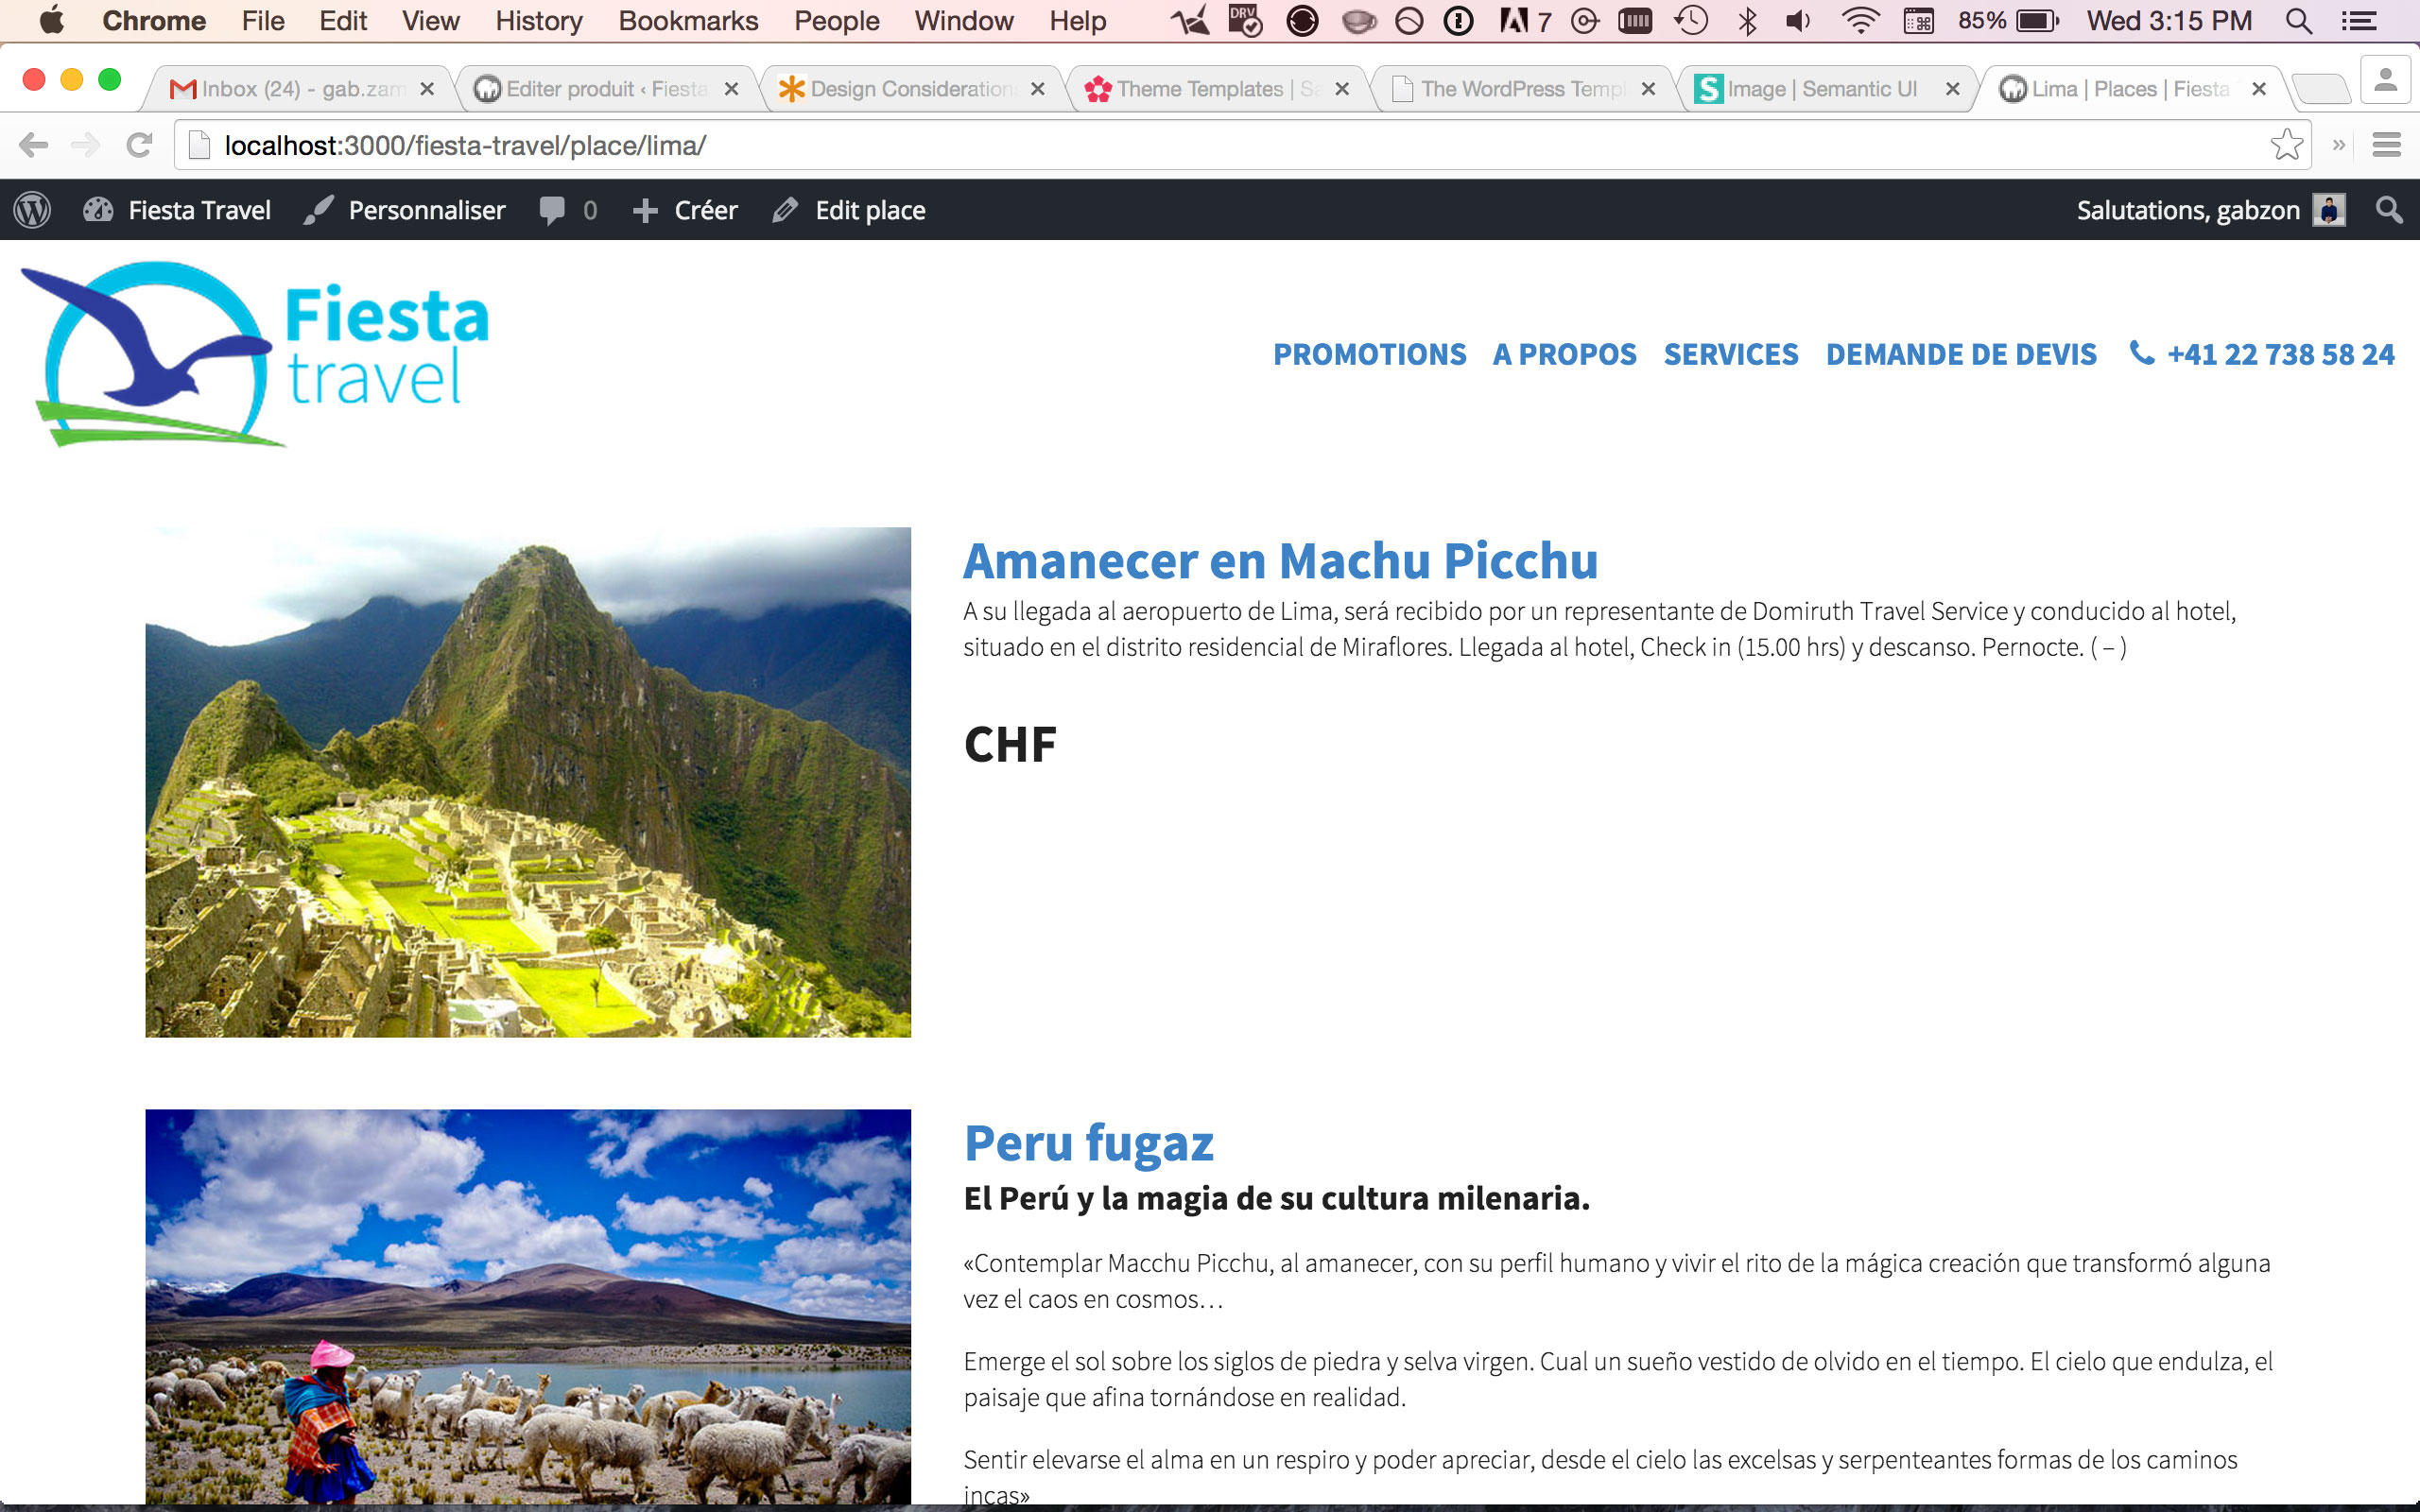 Chrome File Edit View History Bookmarks People Window Help DRV 7 85% Wed 3:15 PM
Inbox (24) - gab.zam Editer produit ‹ Fiesta Design Consideration Theme Templates | Sa The WordPress Templ Image | Semantic UI Lima | Places | Fiesta
localhost:3000/fiesta-travel/place/lima/ »
Fiesta Travel Personnaliser 0 Créer Edit place Salutations, gabzon
Fiesta
travel
PROMOTIONS A PROPOS SERVICES DEMANDE DE DEVIS +41 22 738 58 24
Amanecer en Machu Picchu
A su llegada al aeropuerto de Lima, será recibido por un representante de Domiruth Travel Service y conducido al hotel,
situado en el distrito residencial de Miraflores. Llegada al hotel, Check in (15.00 hrs) y descanso. Pernocte. ( – )
CHF
Peru fugaz
El Perú y la magia de su cultura milenaria.
«Contemplar Macchu Picchu, al amanecer, con su perfil humano y vivir el rito de la mágica creación que transformó alguna
vez el caos en cosmos…
Emerge el sol sobre los siglos de piedra y selva virgen. Cual un sueño vestido de olvido en el tiempo. El cielo que endulza, el
paisaje que afina tornándose en realidad.
Sentir elevarse el alma en un respiro y poder apreciar, desde el cielo las excelsas y serpenteantes formas de los caminos
incas»